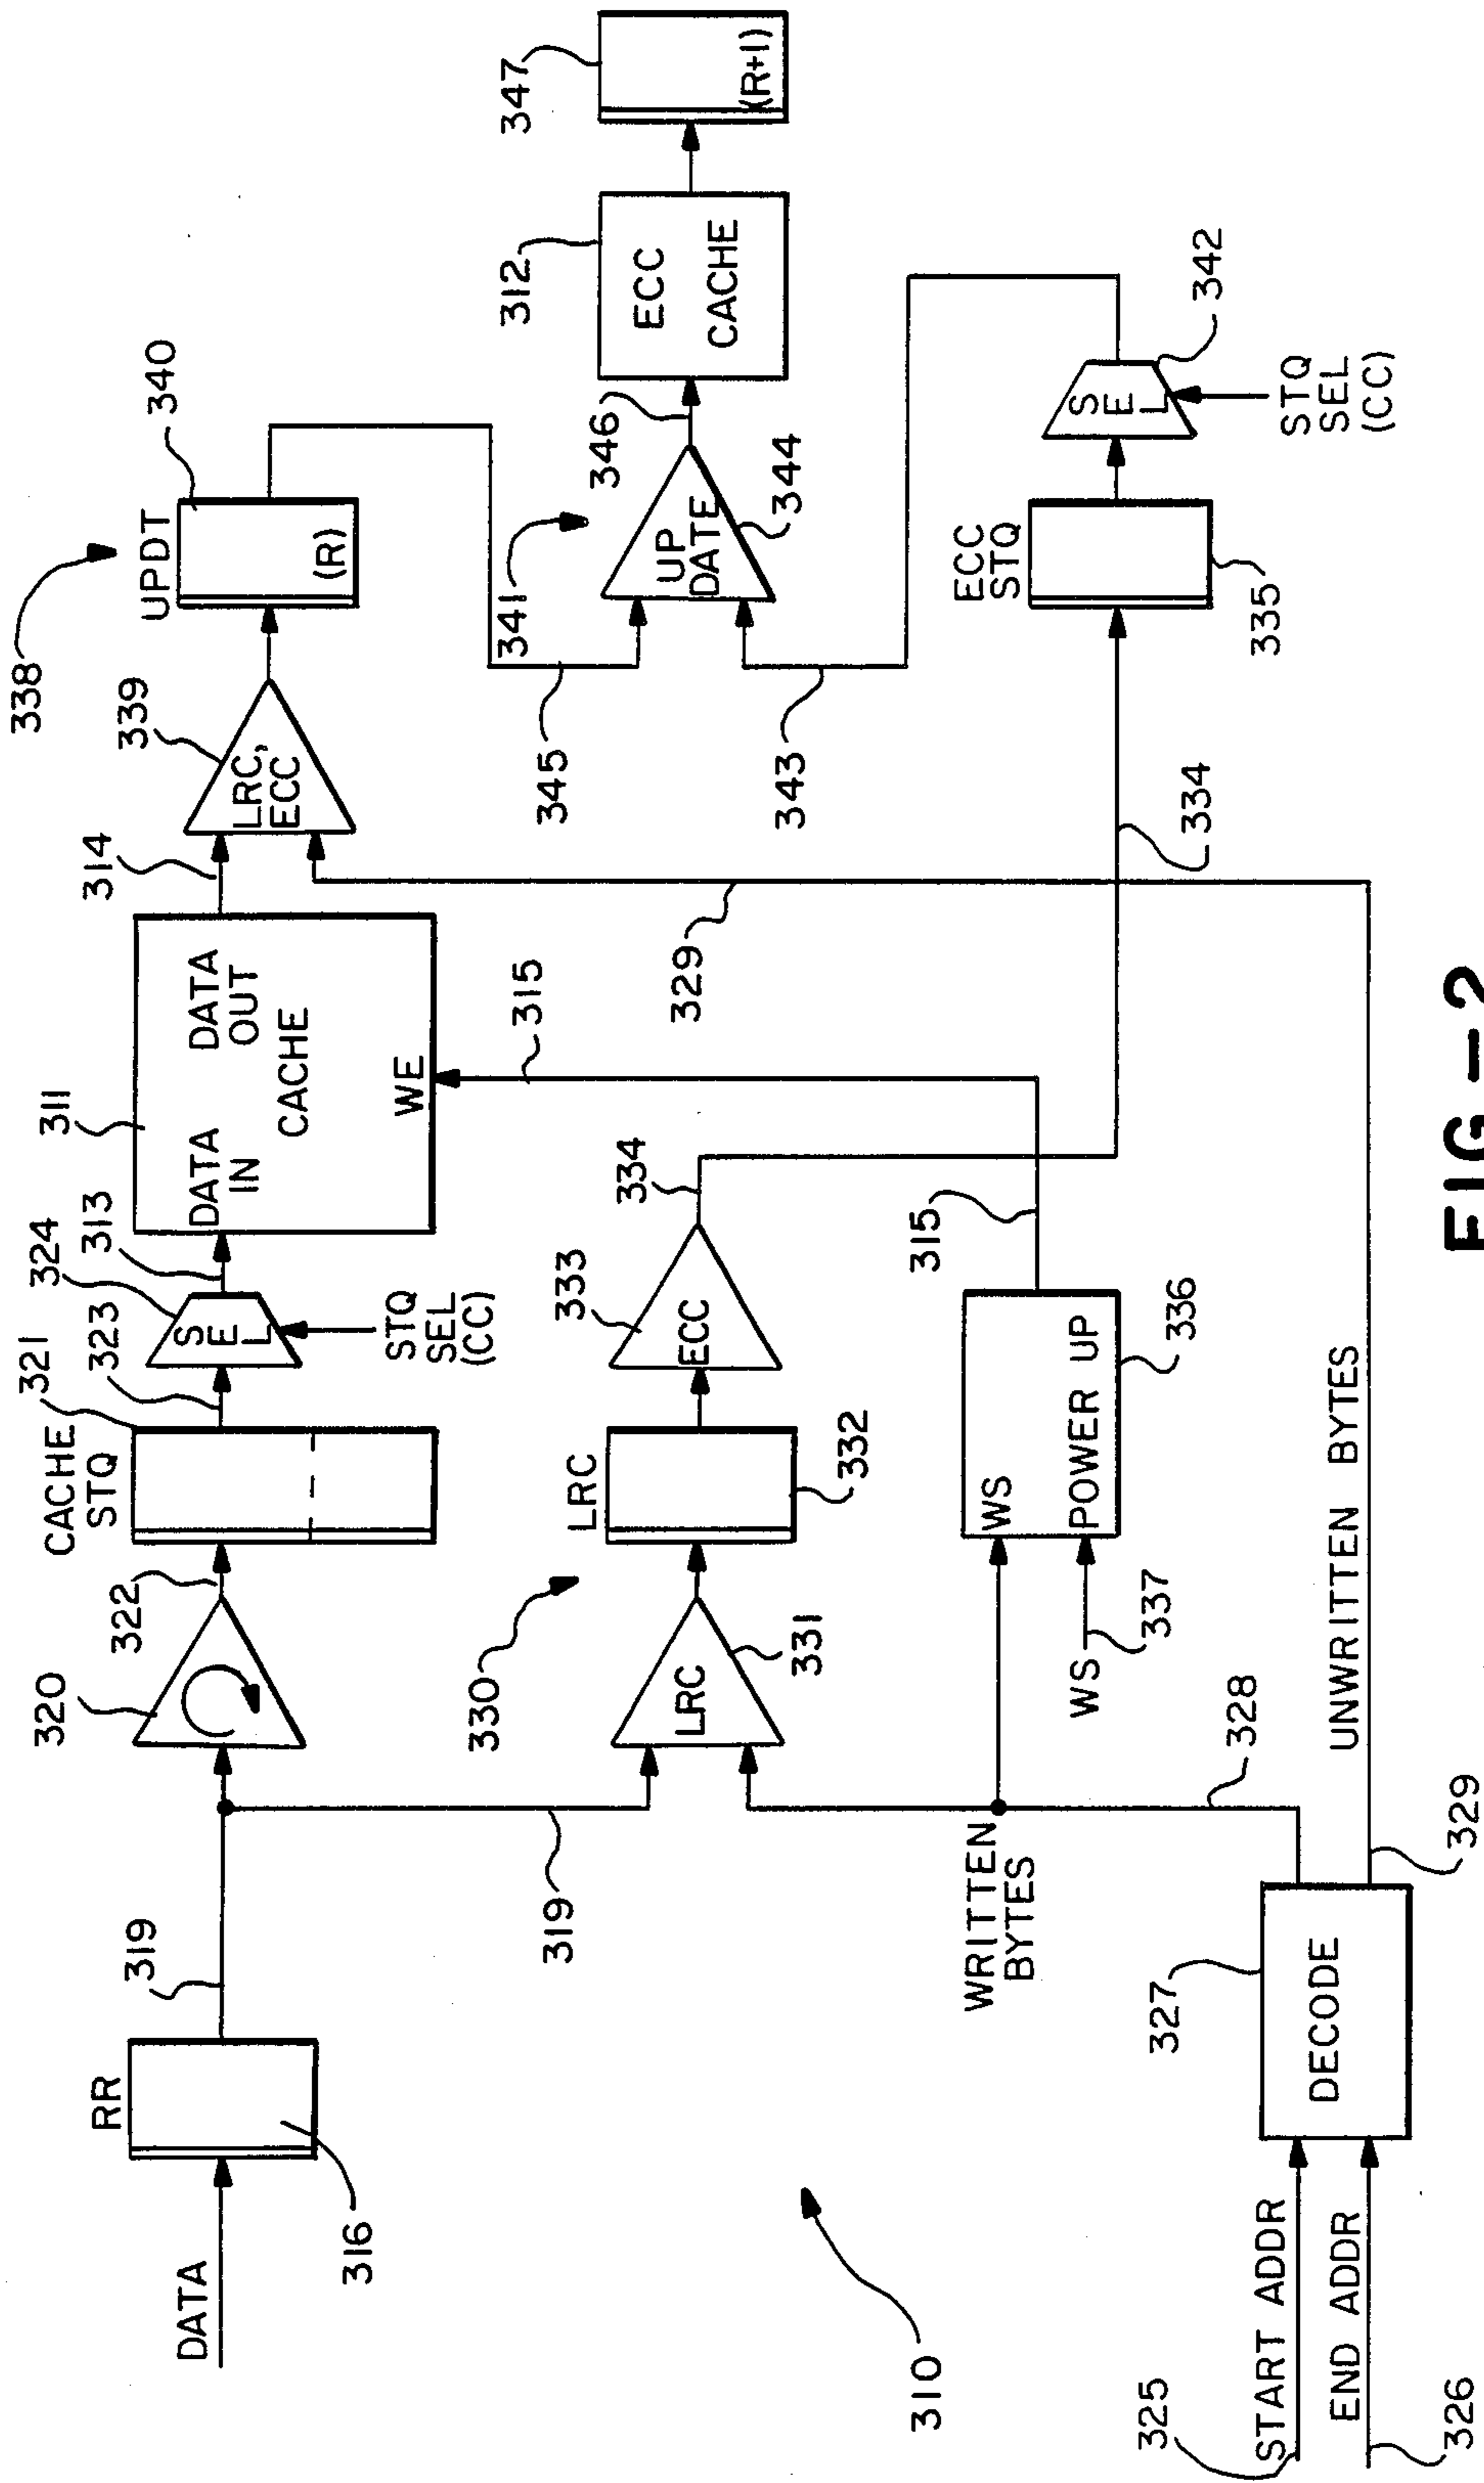 338
UPDT
340
(R)
339
LRC,
ECC
314
311
DATA
IN
DATA
OUT
CACHE
WE
313
324
SEL
STQ
SEL
(CC)
323
321
CACHE
STQ
322
320
319
RR
316
DATA
347
(R+1)
312
ECC
CACHE
346
341
UP
DATE
344
345
343
342
SEL
STQ
SEL
(CC)
ECC
STQ
335
334
329
315
334
333
ECC
LRC
332
330
LRC
331
319
315
WS
POWER UP
336
WS
337
WRITTEN
BYTES
328
UNWRITTEN BYTES
329
327
DECODE
START ADDR
325
END ADDR
326
310
FIG-2